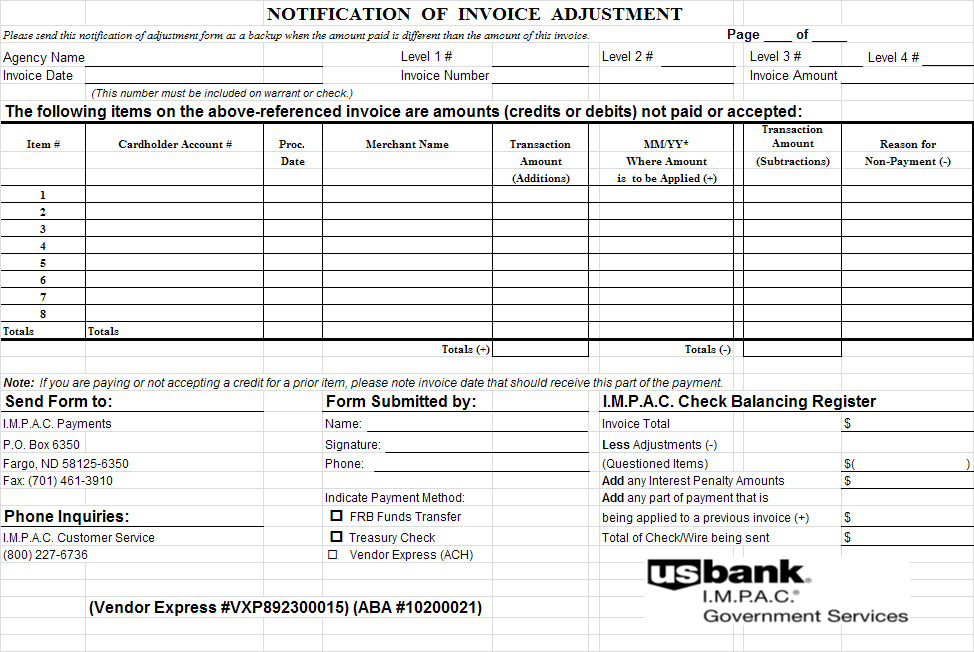 NOTIFICATION OF INVOICE ADJUSTMENT
Please send this notification of adjustment form as a backup when the amount paid is different than the amount of this invoice.
Page ____ of _____
Agency Name Level 1 # Level 2 # Level 3 # Level 4 #
Invoice Date Invoice Number Invoice Amount
(This number must be included on warrant or check.)
The following items on the above-referenced invoice are amounts (credits or debits) not paid or accepted:
Item # Cardholder Account # Proc. Date Merchant Name Transaction Amount (Additions) MM/YY* Where Amount is to be Applied (+) Transaction Amount (Subtractions) Reason for Non-Payment (-)
1
2
3
4
5
6
7
8
Totals Totals
Totals (+) Totals (-)
Note: If you are paying or not accepting a credit for a prior item, please note invoice date that should receive this part of the payment.
Send Form to:
I.M.P.A.C. Payments
P.O. Box 6350
Fargo, ND 58125-6350
Fax: (701) 461-3910
Phone Inquiries:
I.M.P.A.C. Customer Service
(800) 227-6736
Form Submitted by:
Name:
Signature:
Phone:
Indicate Payment Method:
FRB Funds Transfer
Treasury Check
Vendor Express (ACH)
I.M.P.A.C. Check Balancing Register
Invoice Total $
Less Adjustments (-)
(Questioned Items) $( )
Add any Interest Penalty Amounts $
Add any part of payment that is
being applied to a previous invoice (+) $
Total of Check/Wire being sent $
(Vendor Express #VXP892300015) (ABA #10200021)
usbank®
I.M.P.A.C.®
Government Services